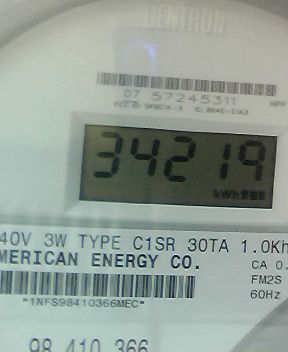 CENTRON
07 57245311
34219
kWh
40V 3W TYPE C1SR 30TA 1.0Kh
MERICAN ENERGY CO.
CA 0.
FM2S
60Hz
*1NFS98410366MEC*
98 410 366